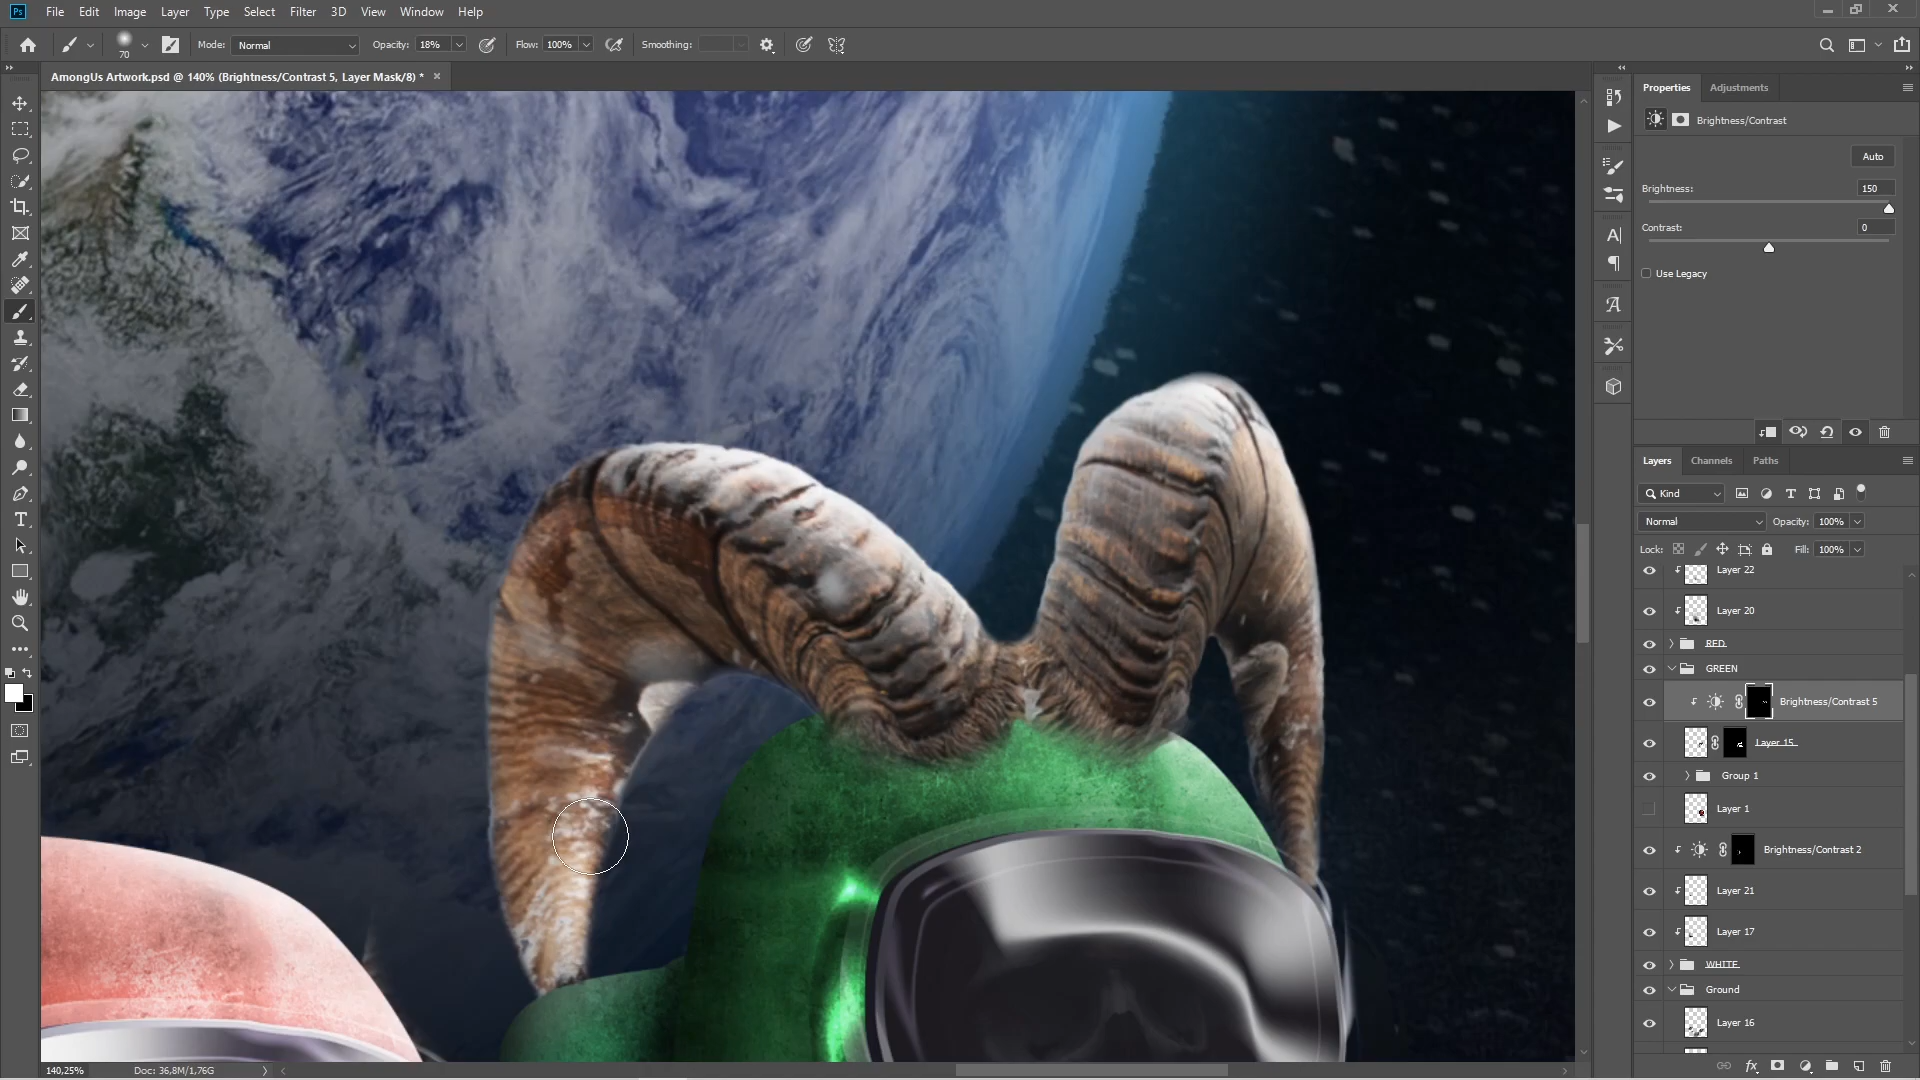 Ps File Edit Image Layer Type Select Filter 3D View Window Help
70 Mode: Normal Opacity: 18% Flow: 100% Smoothing:
AmongUs Artwork.psd @ 140% (Brightness/Contrast 5, Layer Mask/8) *
Properties Adjustments
Brightness/Contrast
Auto
Brightness: 150
Contrast: 0
Use Legacy
Layers Channels Paths
Kind
Normal Opacity: 100%
Lock: Fill: 100%
Layer 22
Layer 20
RED
GREEN
Brightness/Contrast 5
Layer 15
Group 1
Layer 1
Brightness/Contrast 2
Layer 21
Layer 17
WHITE
Ground
Layer 16
140,25% Doc: 36,8M/1,76G